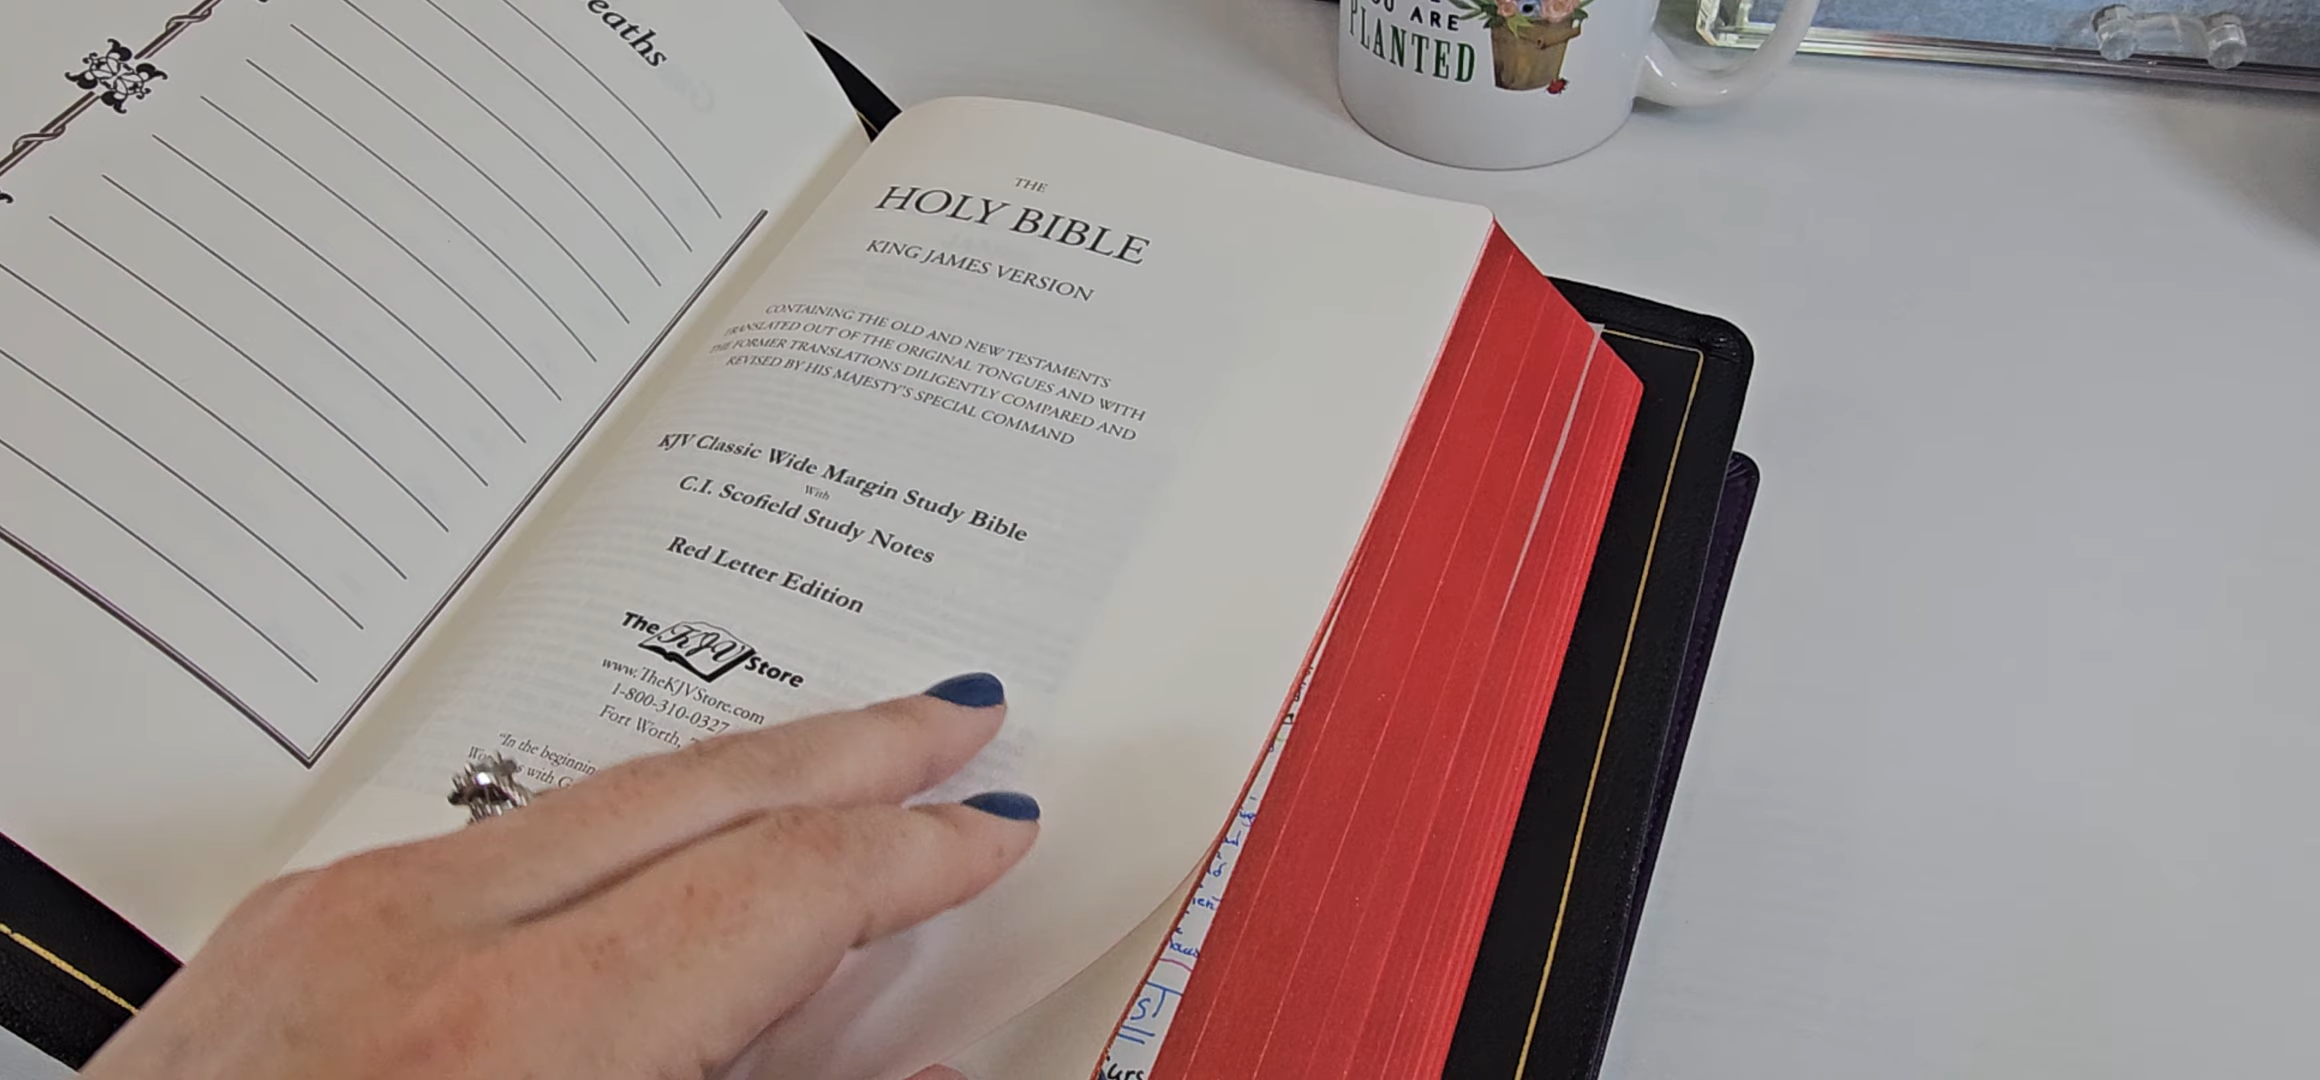 eaths
THE
HOLY BIBLE
KING JAMES VERSION
CONTAINING THE OLD AND NEW TESTAMENTS
TRANSLATED OUT OF THE ORIGINAL TONGUES AND WITH
THE FORMER TRANSLATIONS DILIGENTLY COMPARED AND
REVISED BY HIS MAJESTY'S SPECIAL COMMAND
KJV Classic Wide Margin Study Bible
With
C.I. Scofield Study Notes
Red Letter Edition
The KJV Store
www.TheKJVStore.com
1-800-310-0327
Fort Worth,
"In the beginnin
with G
OU ARE
PLANTED